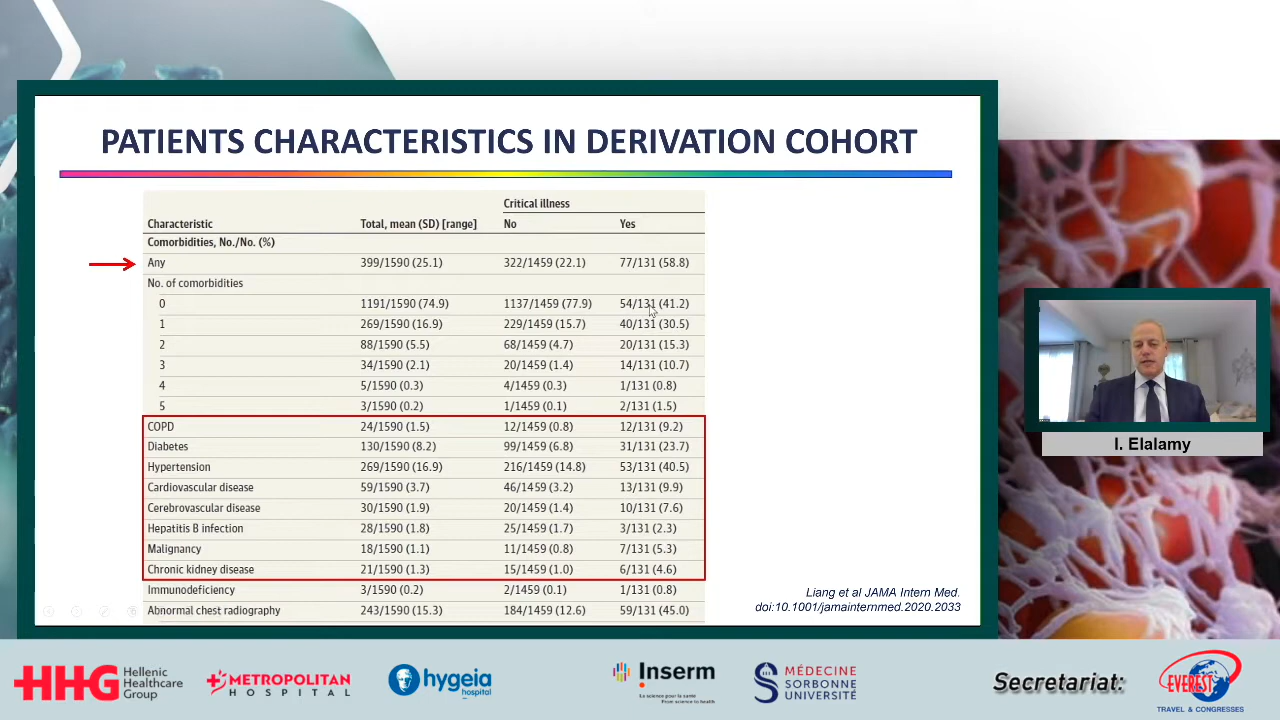 PATIENTS CHARACTERISTICS IN DERIVATION COHORT
Critical illness
Characteristic Total, mean (SD) [range] No Yes
Comorbidities, No./No. (%)
Any 399/1590 (25.1) 322/1459 (22.1) 77/131 (58.8)
No. of comorbidities
0 1191/1590 (74.9) 1137/1459 (77.9) 54/131 (41.2)
1 269/1590 (16.9) 229/1459 (15.7) 40/131 (30.5)
2 88/1590 (5.5) 68/1459 (4.7) 20/131 (15.3)
3 34/1590 (2.1) 20/1459 (1.4) 14/131 (10.7)
4 5/1590 (0.3) 4/1459 (0.3) 1/131 (0.8)
5 3/1590 (0.2) 1/1459 (0.1) 2/131 (1.5)
COPD 24/1590 (1.5) 12/1459 (0.8) 12/131 (9.2)
Diabetes 130/1590 (8.2) 99/1459 (6.8) 31/131 (23.7)
Hypertension 269/1590 (16.9) 216/1459 (14.8) 53/131 (40.5)
Cardiovascular disease 59/1590 (3.7) 46/1459 (3.2) 13/131 (9.9)
Cerebrovascular disease 30/1590 (1.9) 20/1459 (1.4) 10/131 (7.6)
Hepatitis B infection 28/1590 (1.8) 25/1459 (1.7) 3/131 (2.3)
Malignancy 18/1590 (1.1) 11/1459 (0.8) 7/131 (5.3)
Chronic kidney disease 21/1590 (1.3) 15/1459 (1.0) 6/131 (4.6)
Immunodeficiency 3/1590 (0.2) 2/1459 (0.1) 1/131 (0.8)
Abnormal chest radiography 243/1590 (15.3) 184/1459 (12.6) 59/131 (45.0)
Liang et al JAMA Intern Med.
doi:10.1001/jamainternmed.2020.2033
I. Elalamy
HHG Hellenic
Healthcare
Group
METROPOLITAN
HOSPITAL
hygeia
hospital
Inserm
La science pour la santé
From science to health
MÉDECINE
SORBONNE
UNIVERSITÉ
Secretariat:
EVEREST
TRAVEL & CONGRESSES